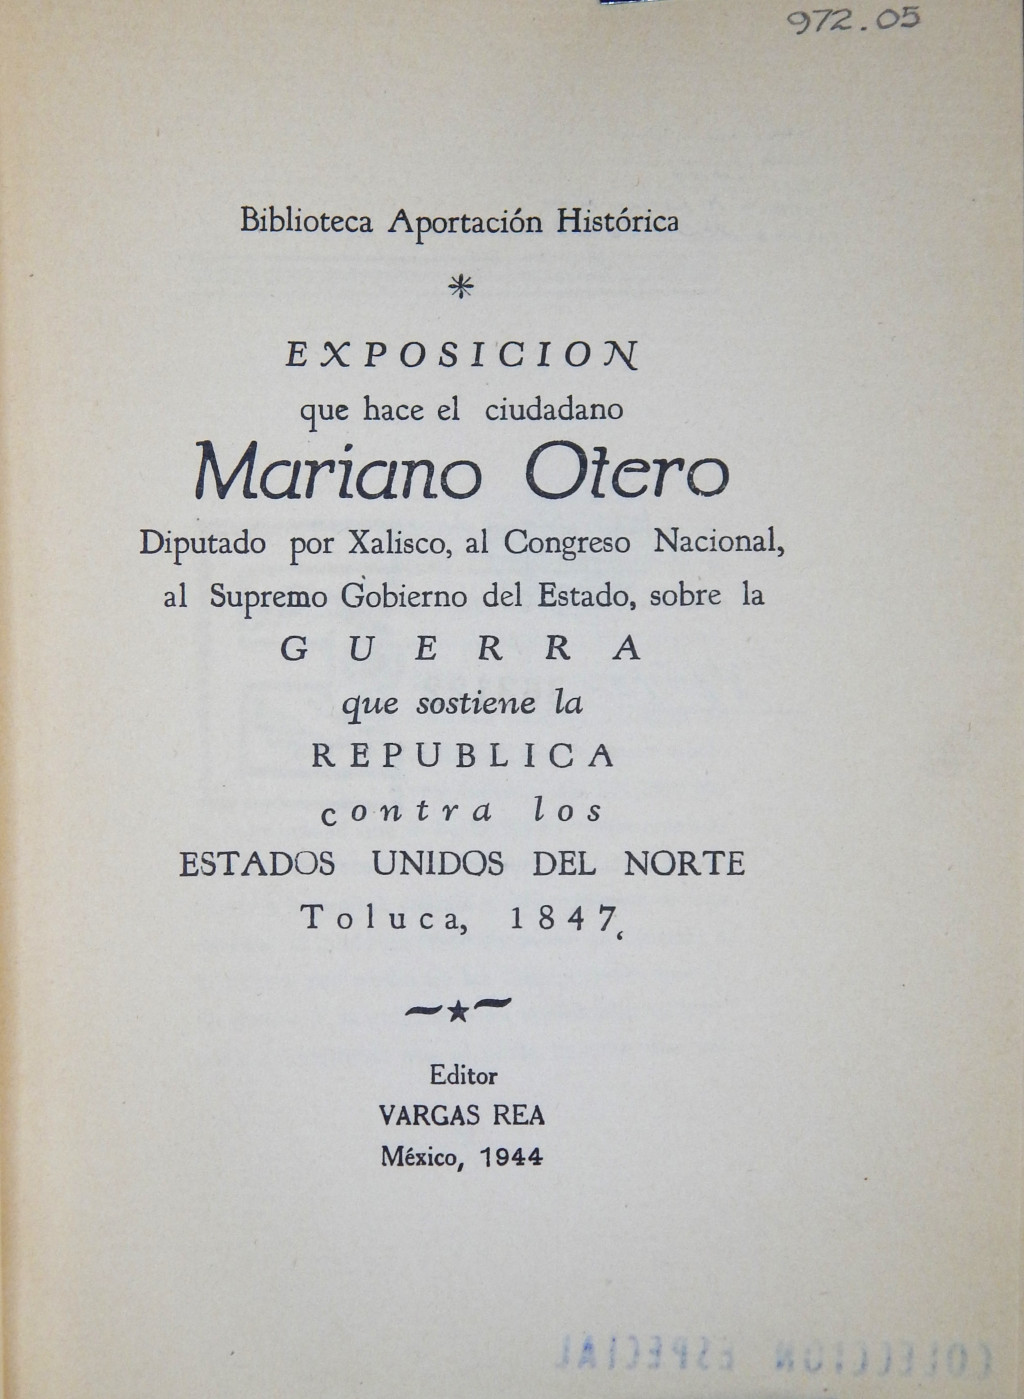 972.05
Biblioteca Aportación Histórica
EXPOSICION
que hace el ciudadano
Mariano Otero
Diputado por Xalisco, al Congreso Nacional,
al Supremo Gobierno del Estado, sobre la
GUERRA
que sostiene la
REPUBLICA
contra los
ESTADOS UNIDOS DEL NORTE
Toluca, 1847.
Editor
VARGAS REA
México, 1944
COLECCION ESPECIAL